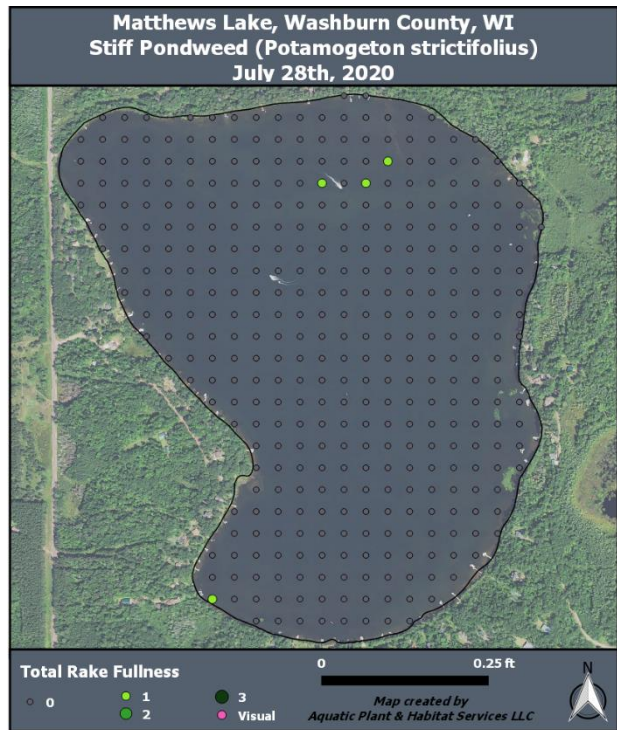 Matthews Lake, Washburn County, WI
Stiff Pondweed (Potamogeton strictifolius)
July 28th, 2020
Total Rake Fullness
0
1
2
3
Visual
0 0.25 ft
Map created by
Aquatic Plant & Habitat Services LLC
N